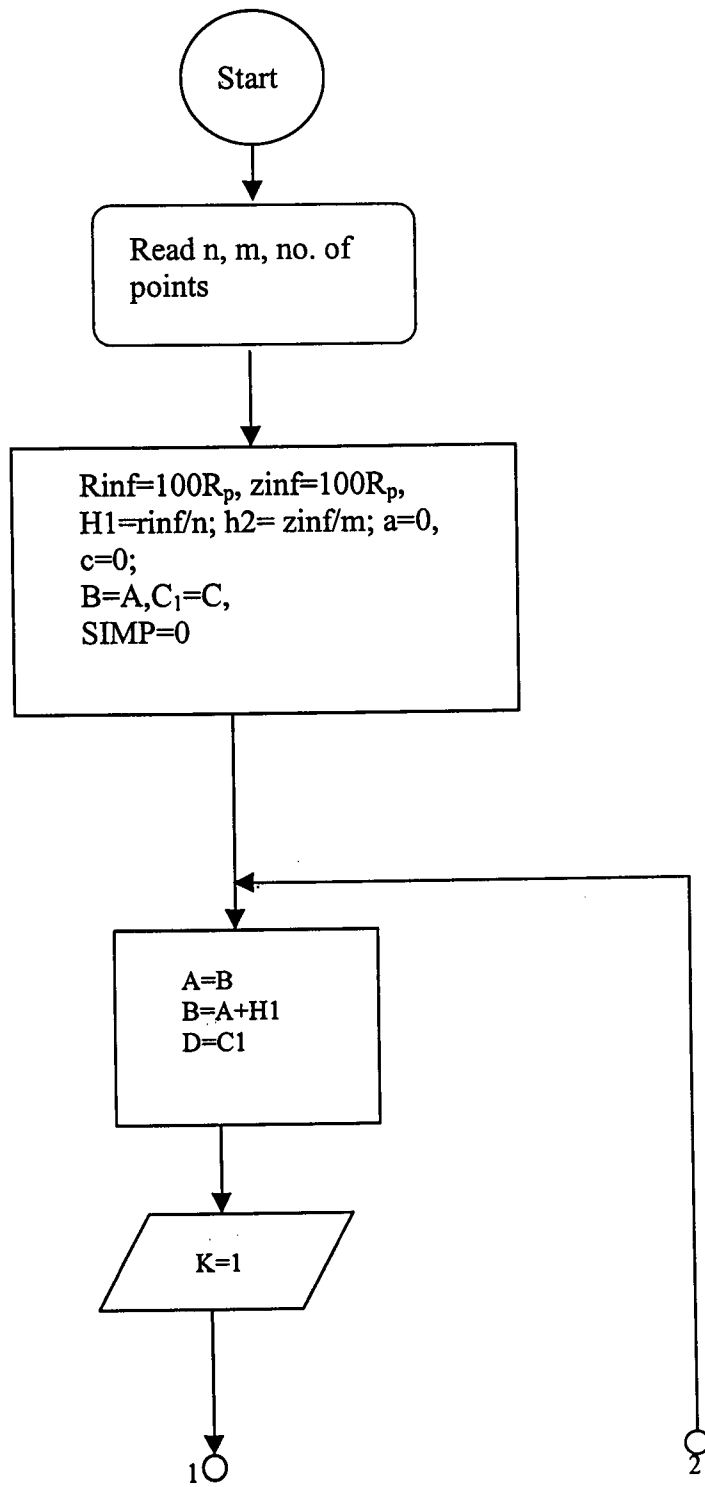 Start
Read n, m, no. of
points
Rinf=100Rₚ, zinf=100Rₚ,
H1=rinf/n; h2= zinf/m; a=0,
c=0;
B=A,C₁=C,
SIMP=0
A=B
B=A+H1
D=C1
K=1
1
2